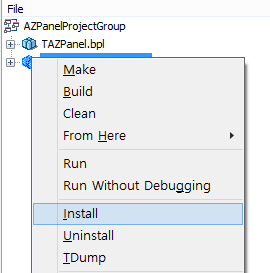 File
AZPanelProjectGroup
TAZPanel.bpl
Make
Build
Clean
From Here
Run
Run Without Debugging
Install
Uninstall
TDump